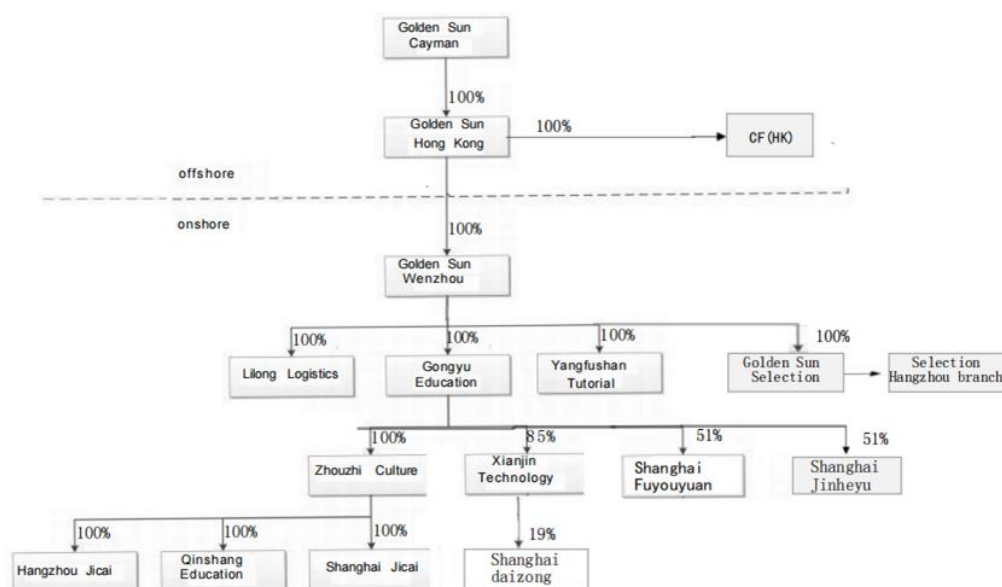 Golden Sun
Cayman
100%
Golden Sun
Hong Kong
100%
CF(HK)
offshore
onshore
100%
Golden Sun
Wenzhou
100%
100%
100%
100%
Lilong Logistics
Gongyu
Education
Yangfushan
Tutorial
Golden Sun
Selection
Selection
Hangzhou branch
100%
85%
51%
51%
Zhouzhi Culture
Xianjin
Technology
Shanghai
Fuyouyuan
Shanghai
Jinheyu
100%
100%
100%
19%
Hangzhou Jicai
Qinshang
Education
Shanghai Jicai
Shanghai
daizong